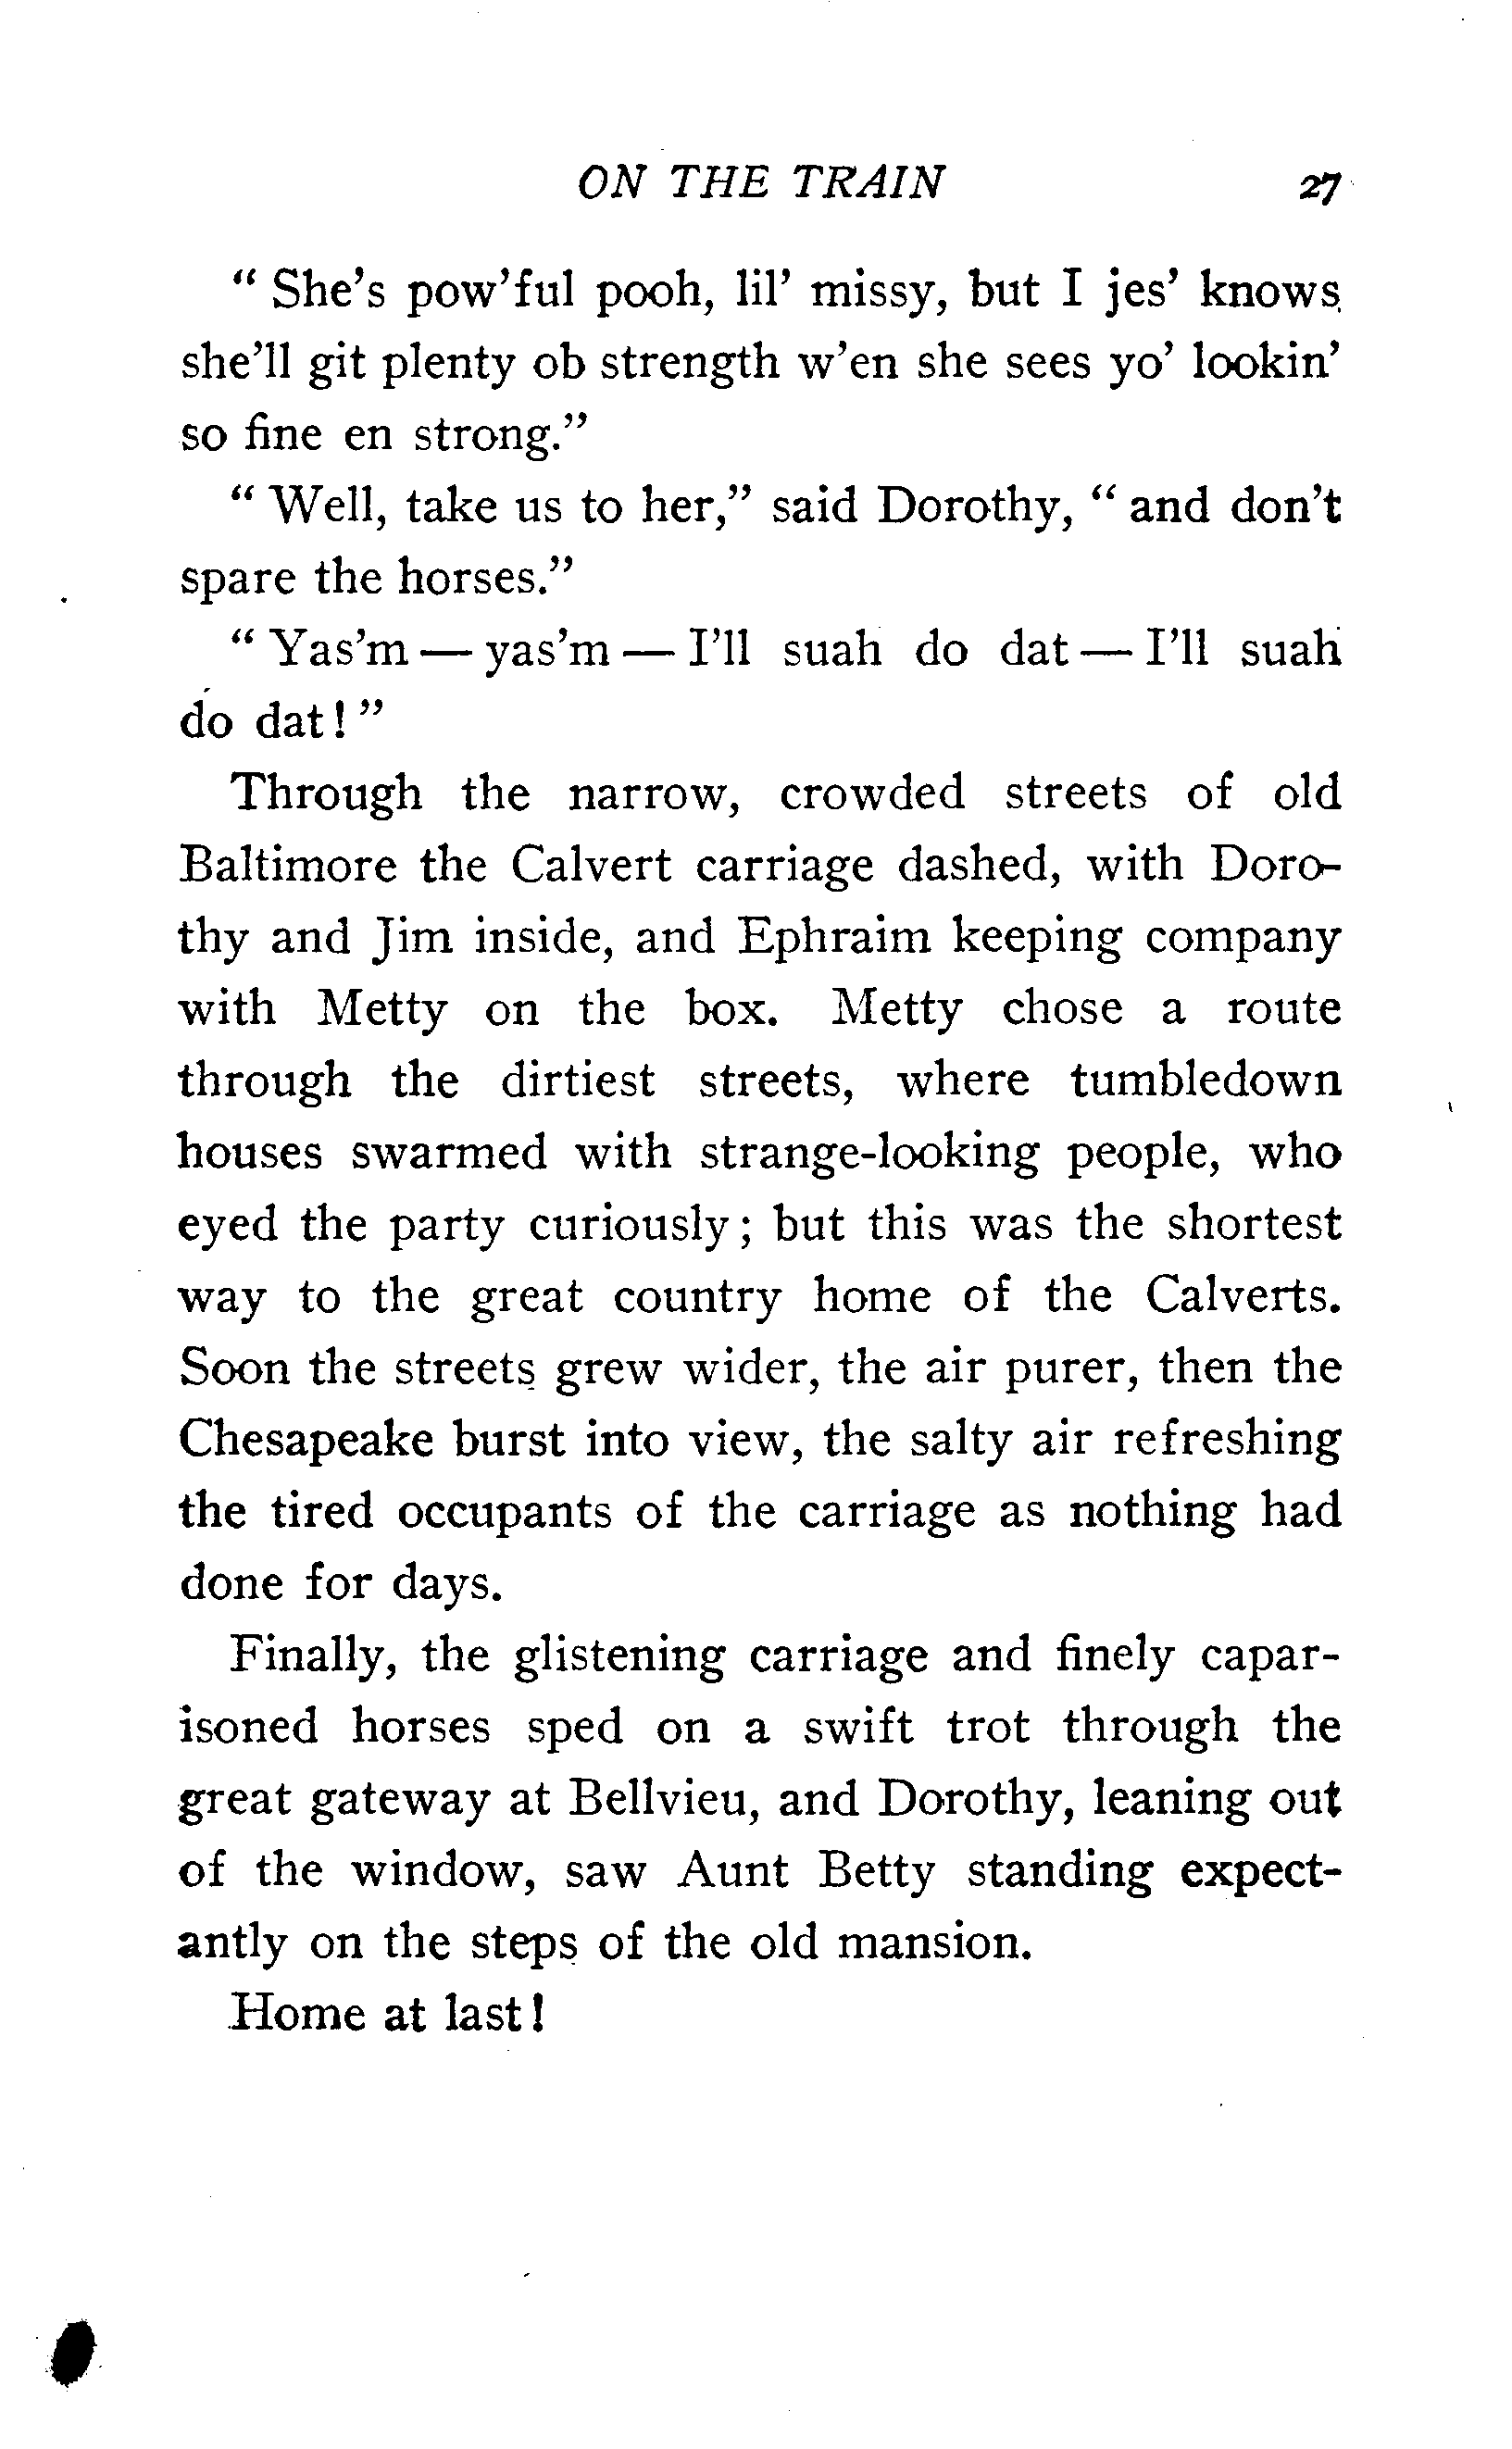 ON THE TRAIN 27
" She's pow'ful pooh, lil' missy, but I jes' knows
she'll git plenty ob strength w'en she sees yo' lookin'
so fine en strong."
" Well, take us to her," said Dorothy, " and don't
spare the horses."
" Yas'm — yas'm — I'll suah do dat — I'll suah
do dat! "
Through the narrow, crowded streets of old
Baltimore the Calvert carriage dashed, with Doro-
thy and Jim inside, and Ephraim keeping company
with Metty on the box. Metty chose a route
through the dirtiest streets, where tumbledown
houses swarmed with strange-looking people, who
eyed the party curiously; but this was the shortest
way to the great country home of the Calverts.
Soon the streets grew wider, the air purer, then the
Chesapeake burst into view, the salty air refreshing
the tired occupants of the carriage as nothing had
done for days.
Finally, the glistening carriage and finely capar-
isoned horses sped on a swift trot through the
great gateway at Bellvieu, and Dorothy, leaning out
of the window, saw Aunt Betty standing expect-
antly on the steps of the old mansion.
Home at last!